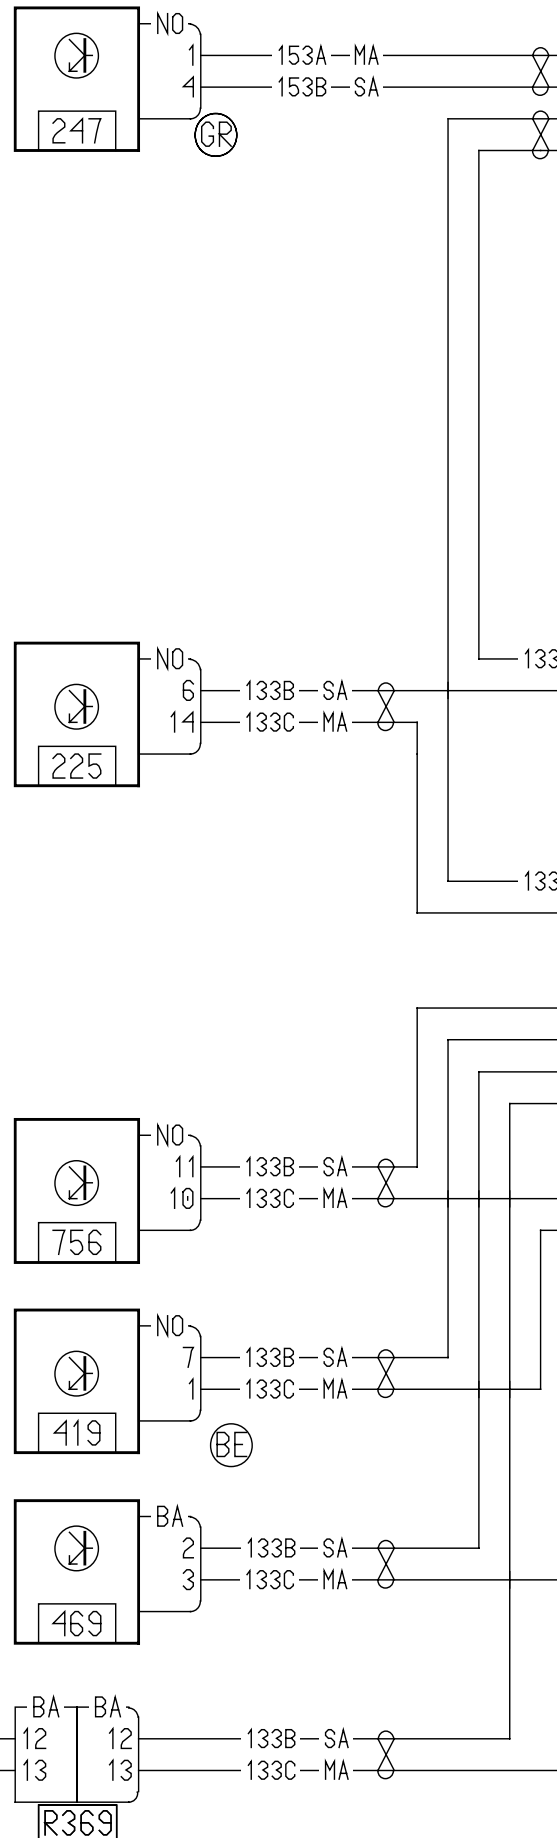 NO
1 153A MA
4 153B SA
247
GR
NO
133
6 133B SA
14 133C MA
225
133
NO
11 133B SA
10 133C MA
756
NO
7 133B SA
1 133C MA
419
BE
BA
2 133B SA
3 133C MA
469
BA BA
12 12 133B SA
13 13 133C MA
R369